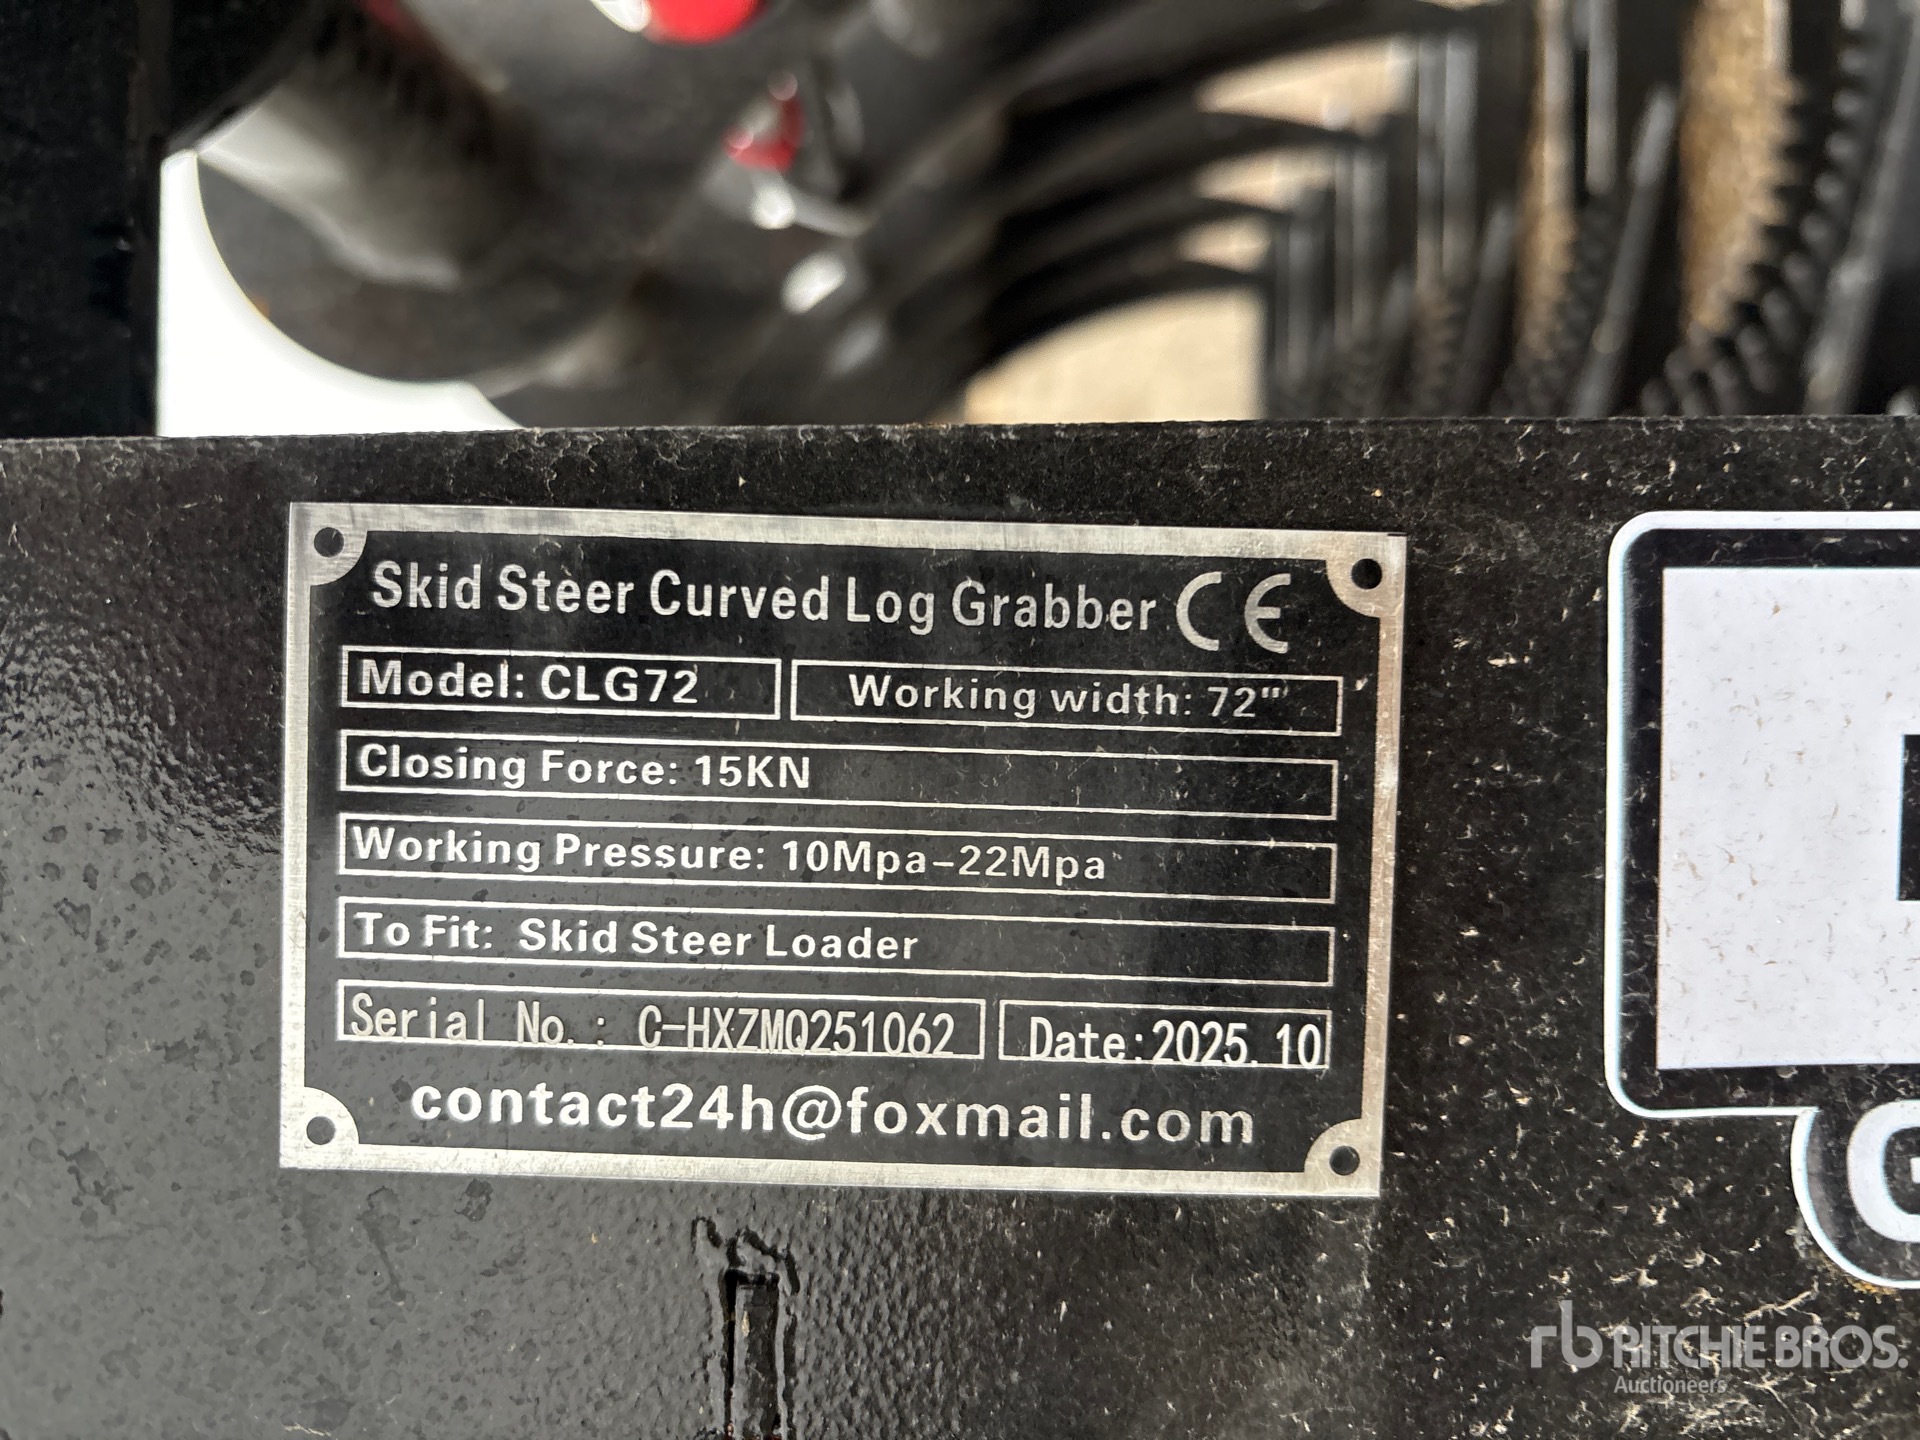 Skid Steer Curved Log Grabber CE
Model: CLG72
Working width: 72"
Closing Force: 15KN
Working Pressure: 10Mpa-22Mpa
To Fit: Skid Steer Loader
Serial No.: C-HXZMQ251062
Date:2025.10
contact24h@foxmail.com
G
rb RITCHIE BROS.
Auctioneers